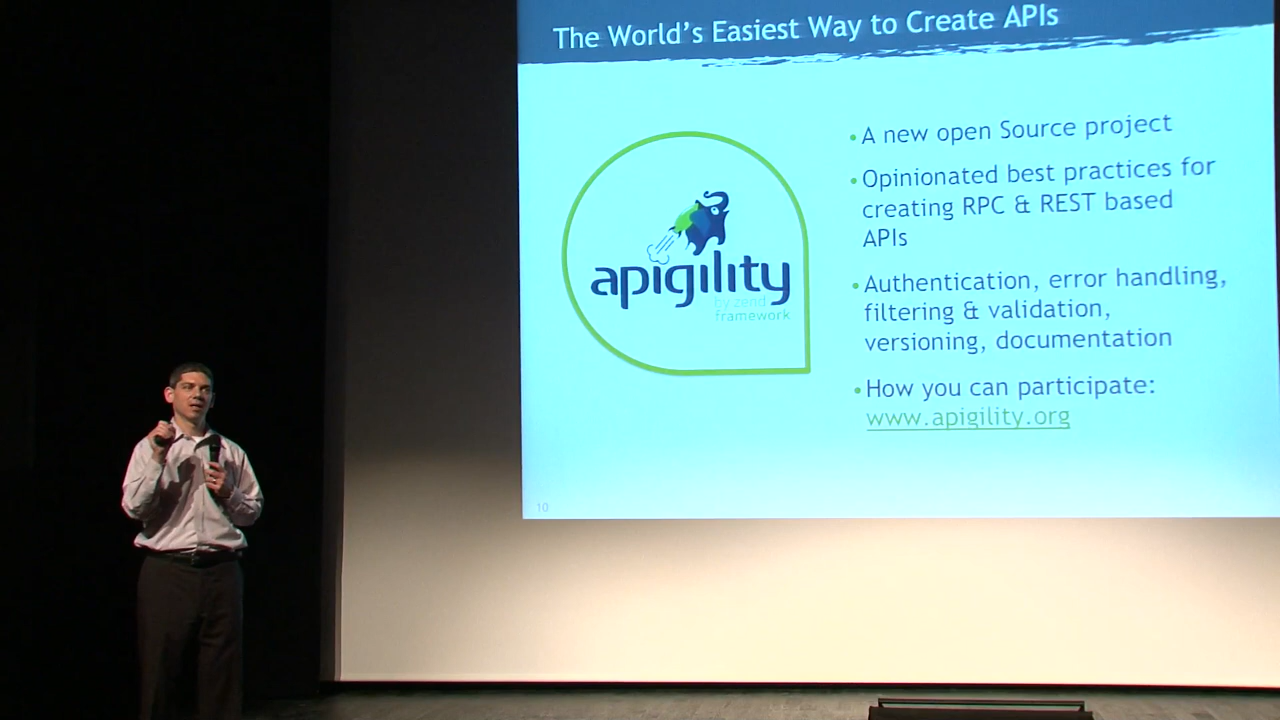 The World's Easiest Way to Create APIs
apigility
by zend
framework
• A new open Source project
• Opinionated best practices for
creating RPC & REST based
APIs
• Authentication, error handling,
filtering & validation,
versioning, documentation
• How you can participate:
www.apigility.org
10